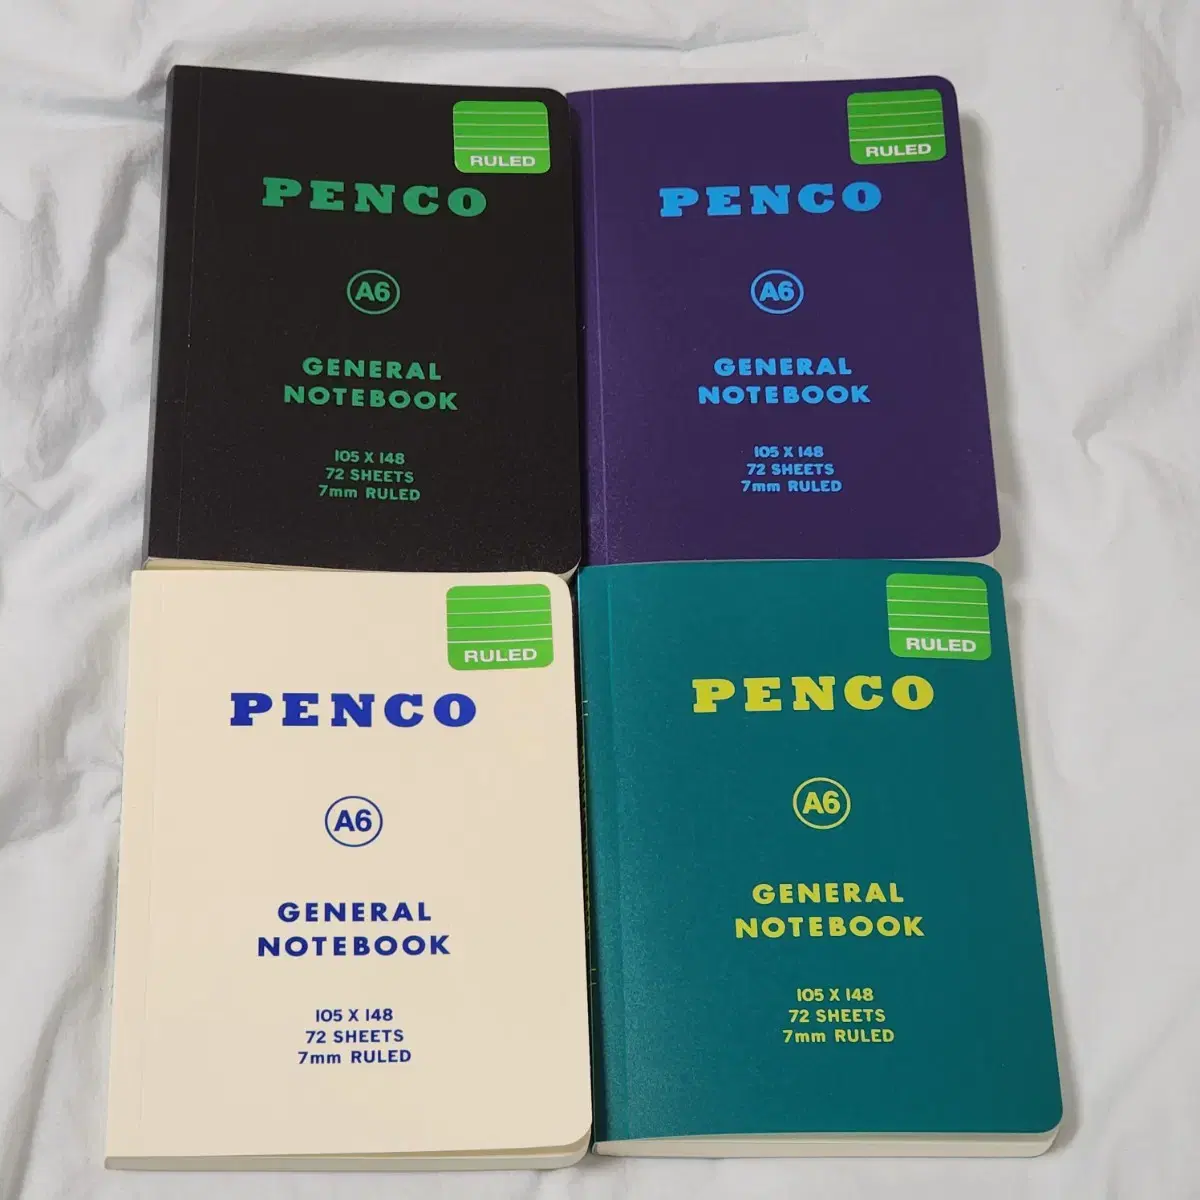 RULED
PENCO
A6
GENERAL
NOTEBOOK
105 X 148
72 SHEETS
7mm RULED
RULED
PENCO
A6
GENERAL
NOTEBOOK
105 X 148
72 SHEETS
7mm RULED
RULED
PENCO
A6
GENERAL
NOTEBOOK
105 X 148
72 SHEETS
7mm RULED
RULED
PENCO
A6
GENERAL
NOTEBOOK
105 X 148
72 SHEETS
7mm RULED